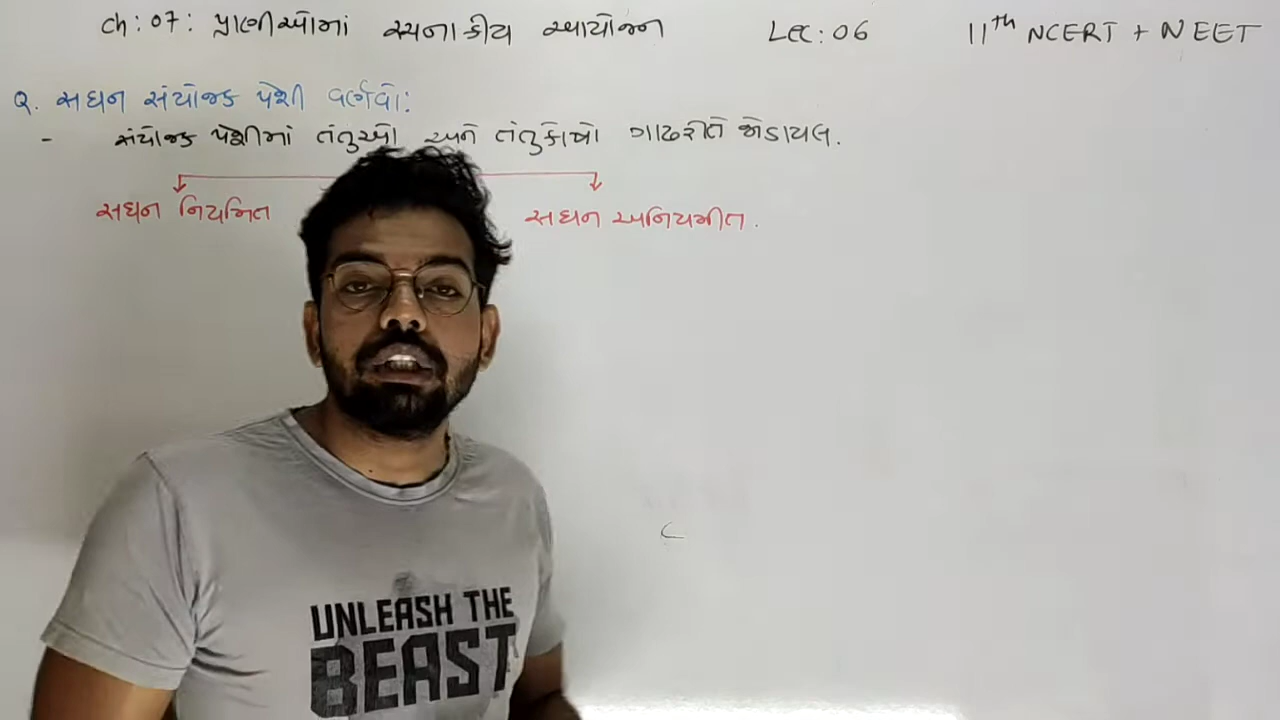 Ch: 07: પ્રાણીઓમાં રચનાકીય આયોજન Lec: 06 11th NCERT + NEET
Q. સઘન સંયોજક પેશી વર્ણવો:
- સંયોજક પેશીમાં તંતુઓ અને તંતુકોષો ગાઢરીતે જોડાયેલ.
સઘન નિયમિત સઘન અનિયમીત.
UNLEASH THE
BEAST